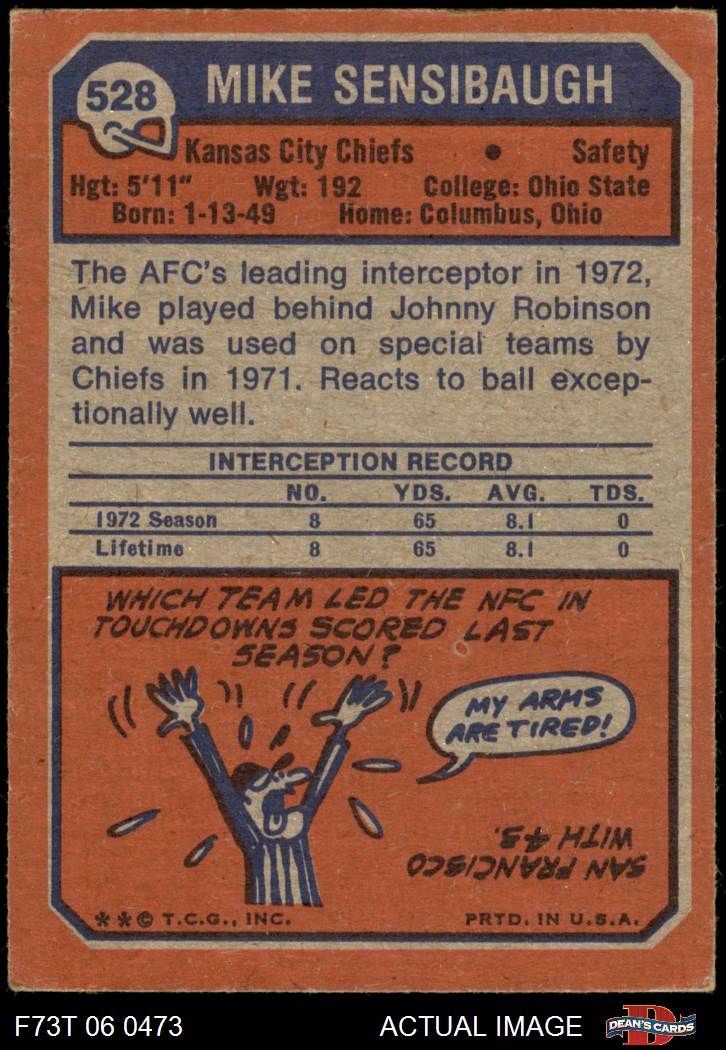 528
MIKE SENSIBAUGH
Kansas City Chiefs • Safety
Hgt: 5'11" Wgt: 192 College: Ohio State
Born: 1-13-49 Home: Columbus, Ohio
The AFC's leading interceptor in 1972,
Mike played behind Johnny Robinson
and was used on special teams by
Chiefs in 1971. Reacts to ball excep-
tionally well.
INTERCEPTION RECORD
NO. YDS. AVG. TDS.
1972 Season 8 65 8.1 0
Lifetime 8 65 8.1 0
WHICH TEAM LED THE NFC IN
TOUCHDOWNS SCORED LAST
SEASON?
MY ARMS
ARE TIRED!
SAN FRANCISCO
WITH 43.
**© T.C.G., INC. PRTD. IN U.S.A.
F73T 06 0473 ACTUAL IMAGE D DEAN'S CARDS